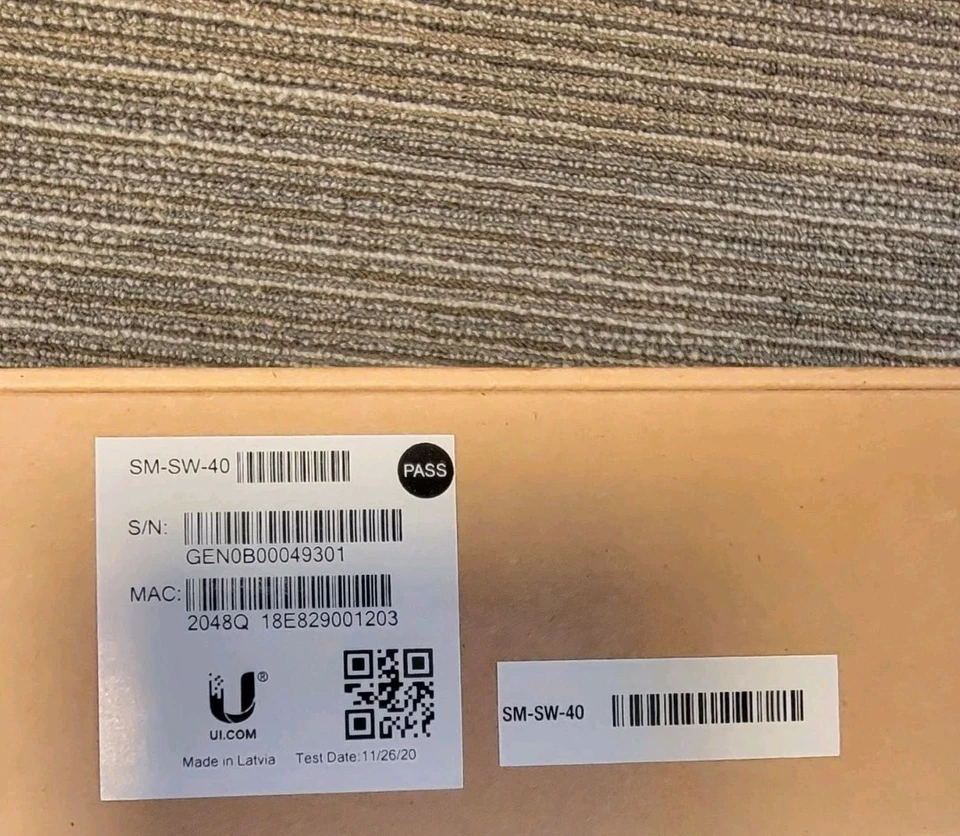 SM-SW-40
PASS
S/N:
GEN0B00049301
MAC:
2048Q 18E829001203
U®
UI.COM
Made in Latvia Test Date:11/26/20
SM-SW-40